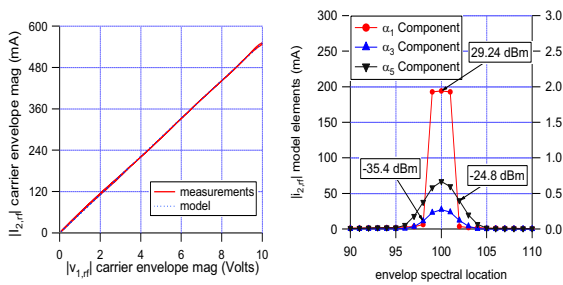 600
480
360
240
120
0
|I2,rf| carrier envelope mag (mA)
measurements
model
0 2 4 6 8 10
|v1,rf| carrier envelope mag (Volts)
300
250
200
150
100
50
0
|i2,rf| model elements (mA)
α1 Component
α3 Component
α5 Component
29.24 dBm
-35.4 dBm
-24.8 dBm
3.0
2.5
2.0
1.5
1.0
0.5
0.0
90 95 100 105 110
envelop spectral location